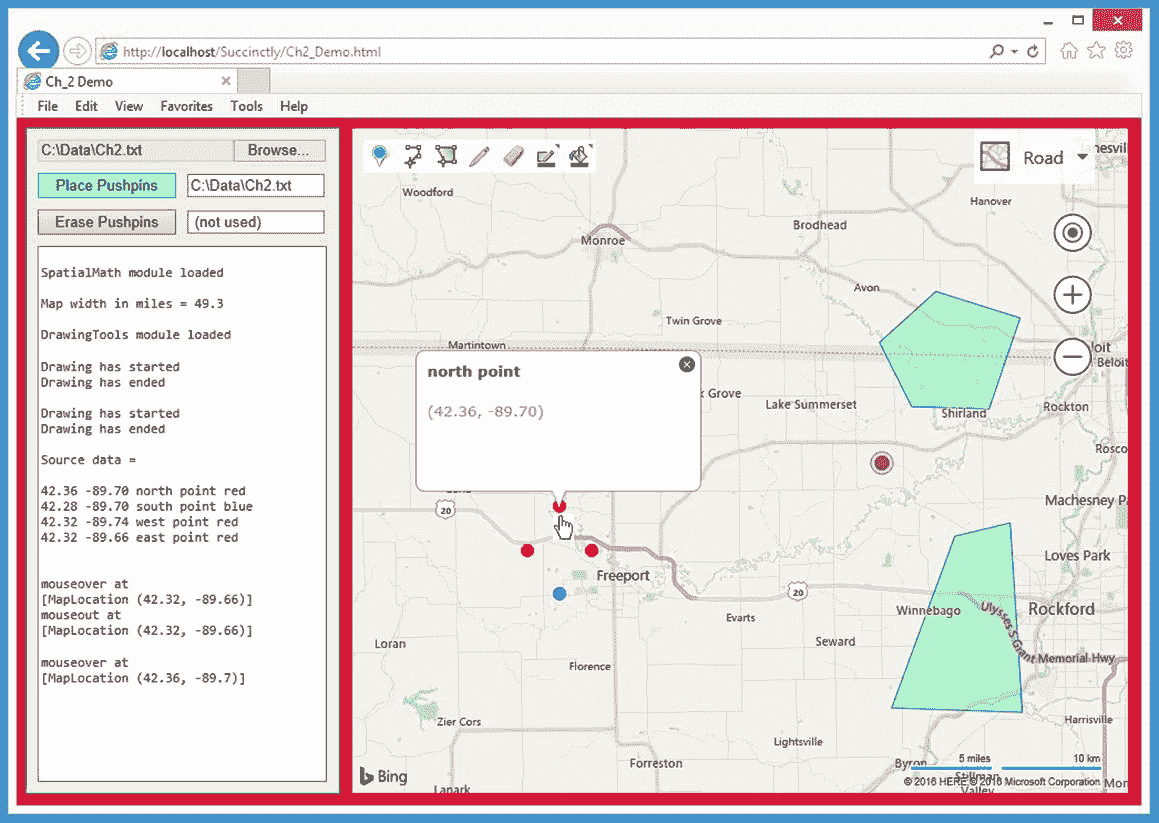 http://localhost/Succinctly/Ch2_Demo.html
Ch_2 Demo
File Edit View Favorites Tools Help
C:\Data\Ch2.txt Browse...
Place Pushpins C:\Data\Ch2.txt
Erase Pushpins (not used)
SpatialMath module loaded
Map width in miles = 49.3
DrawingTools module loaded
Drawing has started
Drawing has ended
Drawing has started
Drawing has ended
Source data =
42.36 -89.70 north point red
42.28 -89.70 south point blue
42.32 -89.74 west point red
42.32 -89.66 east point red
mouseover at
[MapLocation (42.32, -89.66)]
mouseout at
[MapLocation (42.32, -89.66)]
mouseover at
[MapLocation (42.36, -89.7)]
Road
nesville
Woodford
Hanover
Brodhead
Monroe
Avon
Twin Grove
Martintown
loit
Beloit
north point
(42.36, -89.70)
Grove
Lake Summerset
Shirland
Rockton
Rosco
20
Machesney Pa
Loves Park
Freeport
20
Winnebago
Rockford
Evarts
Ulysses S Grant Memorial Hwy
Seward
Loran
Florence
Zier Cors
Harrisville
Lightsville
Forreston
Byron
5 miles 10 km
Bing
© 2016 HERE © 2016 Microsoft Corporation
Stillman
Valley
Mon
Lanark